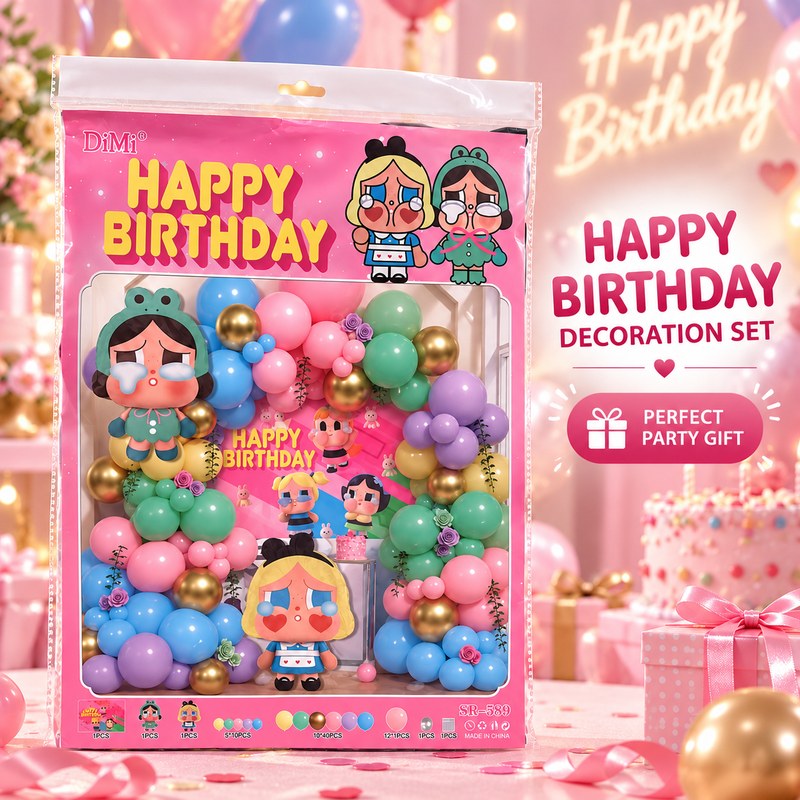 Happy
Birthday
DiMi®
HAPPY
BIRTHDAY
HAPPY
BIRTHDAY
DECORATION SET
PERFECT
PARTY GIFT
HAPPY
BIRTHDAY
SR-589
1PCS
1PCS
1PCS
5*10PCS
10*40PCS
12*1PCS
1PCS
1PCS
MADE IN CHINA